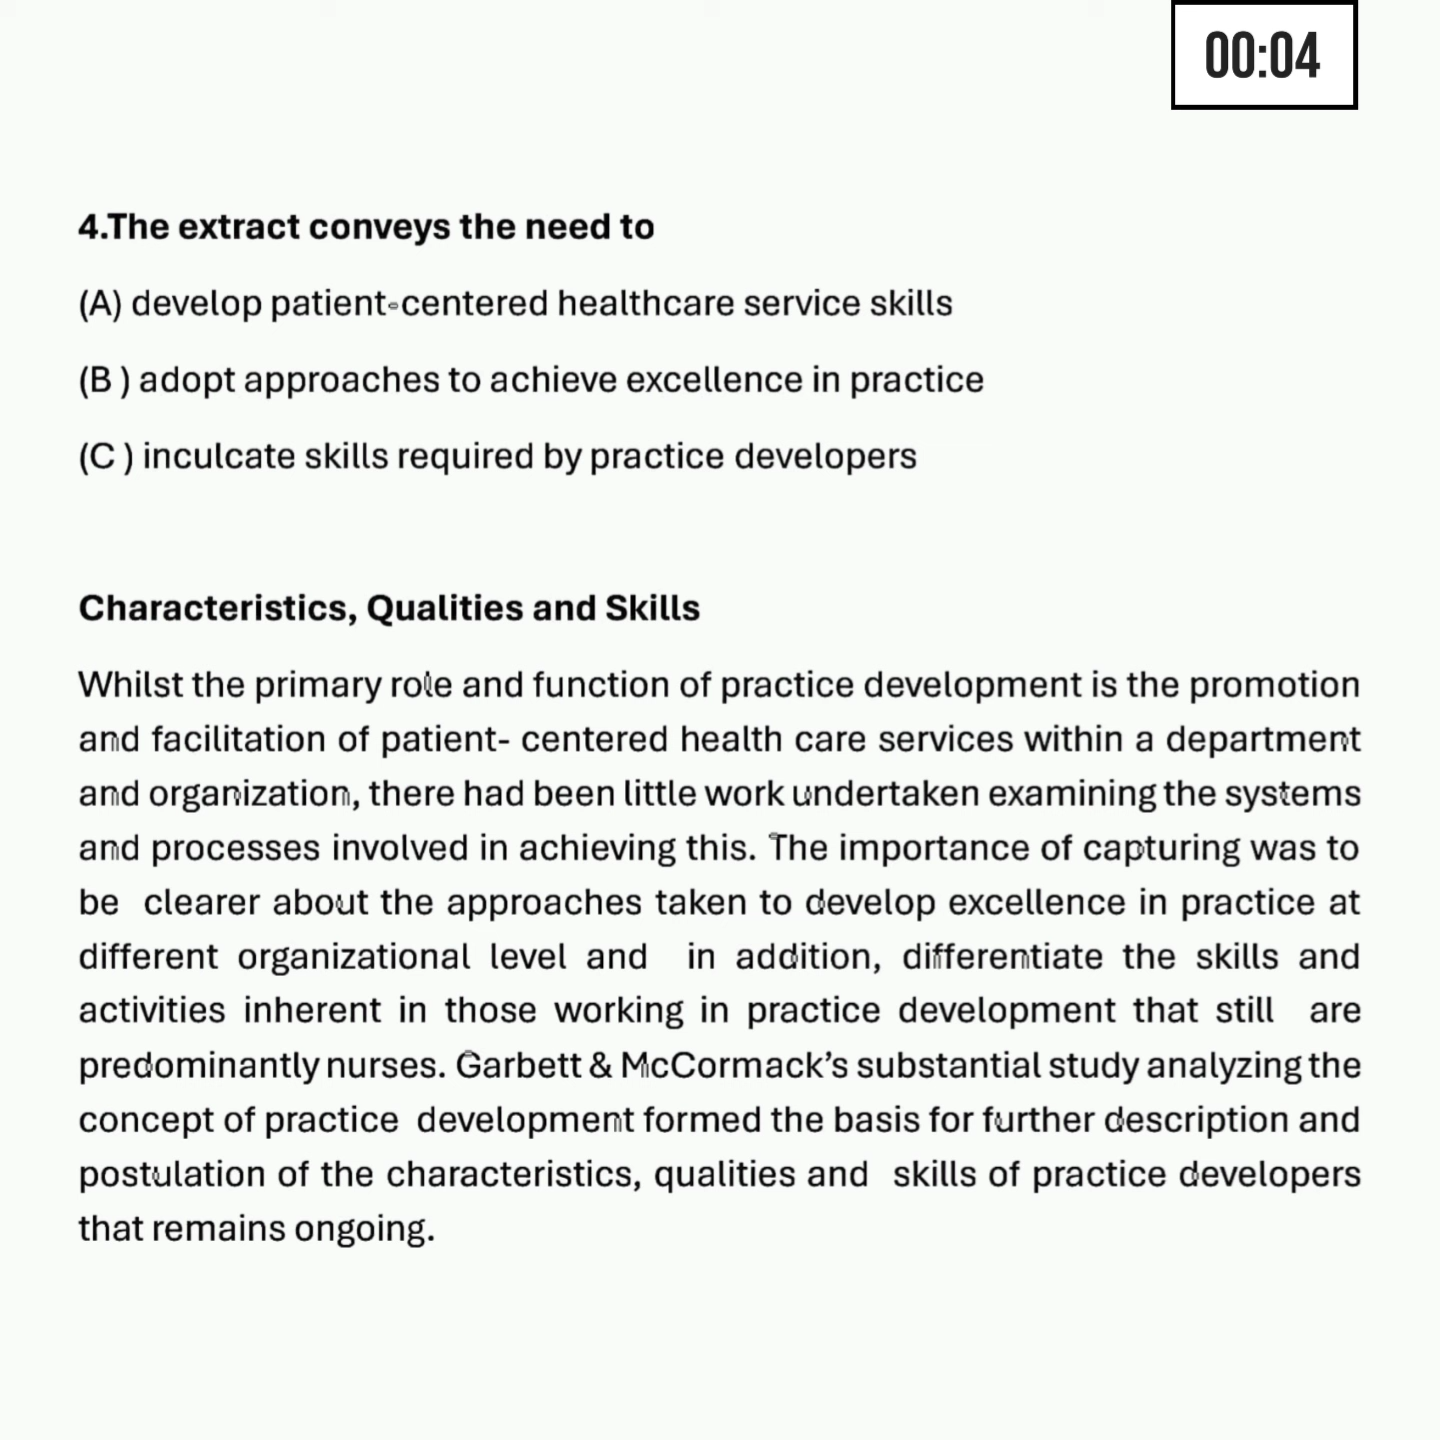 00:04
4.The extract conveys the need to
(A) develop patient-centered healthcare service skills
(B ) adopt approaches to achieve excellence in practice
(C ) inculcate skills required by practice developers
Characteristics, Qualities and Skills
Whilst the primary role and function of practice development is the promotion
and facilitation of patient- centered health care services within a department
and organization, there had been little work undertaken examining the systems
and processes involved in achieving this. The importance of capturing was to
be clearer about the approaches taken to develop excellence in practice at
different organizational level and in addition, differentiate the skills and
activities inherent in those working in practice development that still are
predominantly nurses. Garbett & McCormack’s substantial study analyzing the
concept of practice development formed the basis for further description and
postulation of the characteristics, qualities and skills of practice developers
that remains ongoing.